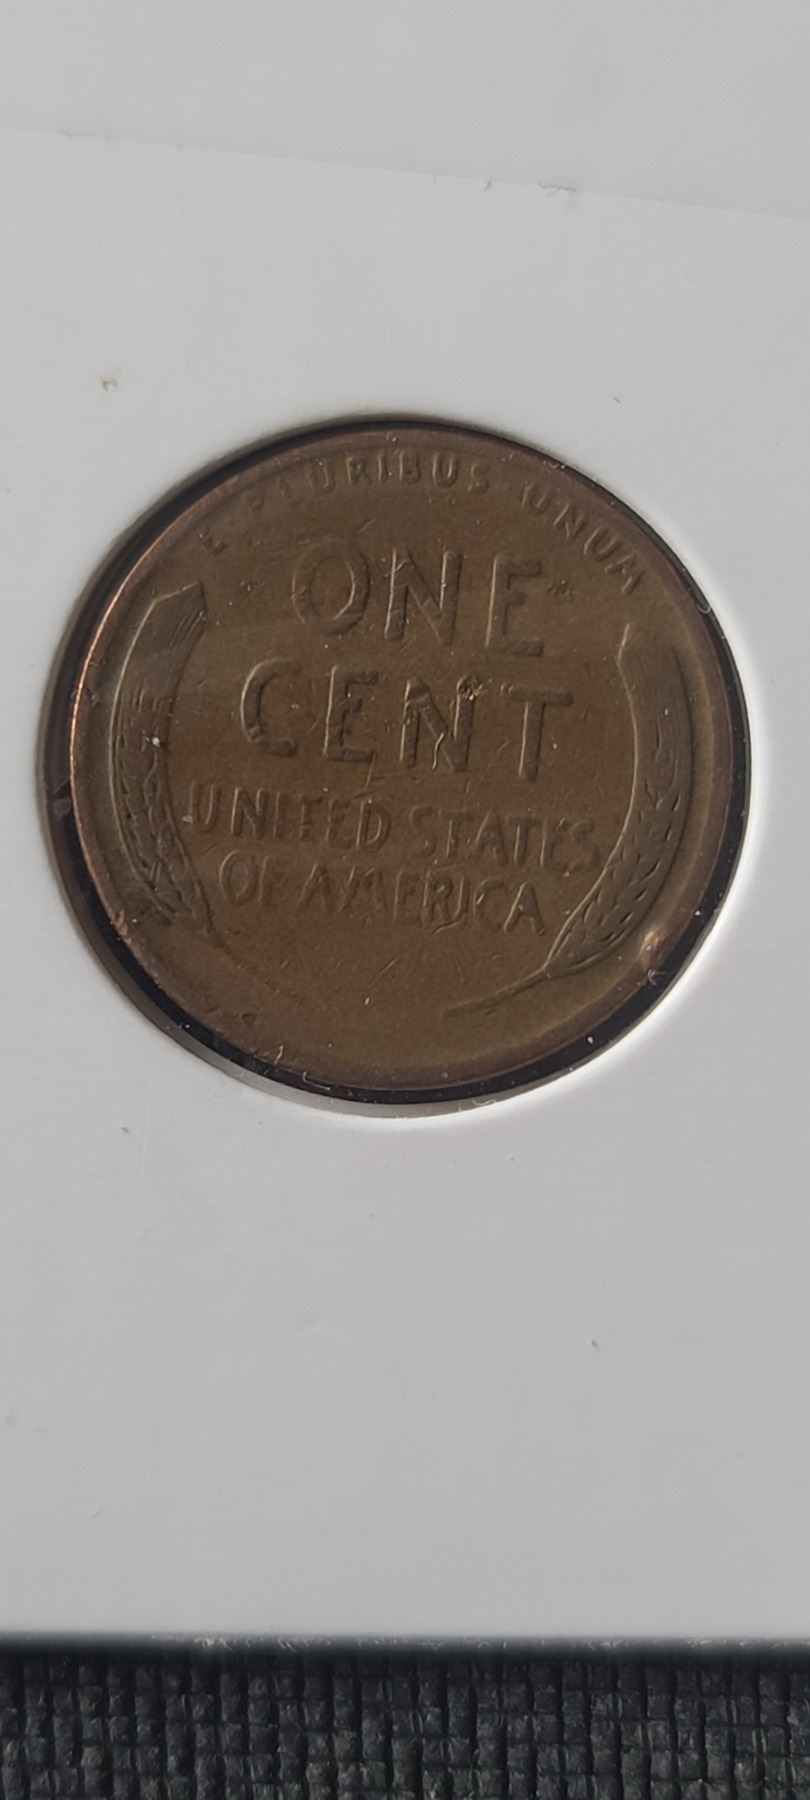 E · PLURIBUS · UNUM
ONE
CENT
UNITED STATES
OF AMERICA